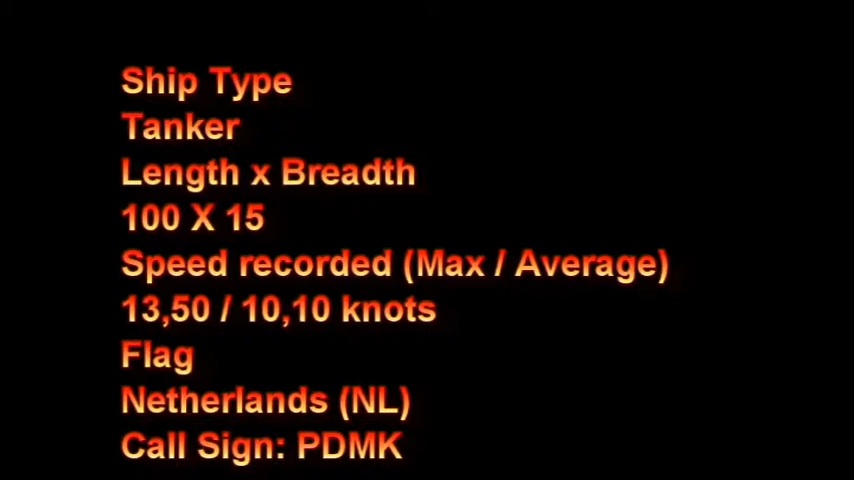 Ship Type
Tanker
Length x Breadth
100 X 15
Speed recorded (Max / Average)
13,50 / 10,10 knots
Flag
Netherlands (NL)
Call Sign: PDMK